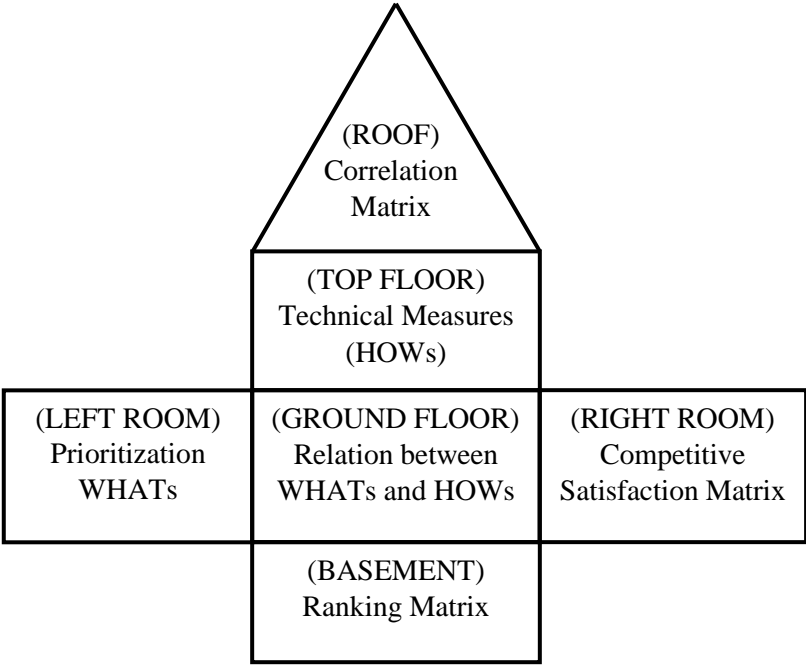 (ROOF)
Correlation
Matrix
(TOP FLOOR)
Technical Measures
(HOWs)
(LEFT ROOM)
Prioritization
WHATs
(GROUND FLOOR)
Relation between
WHATs and HOWs
(RIGHT ROOM)
Competitive
Satisfaction Matrix
(BASEMENT)
Ranking Matrix